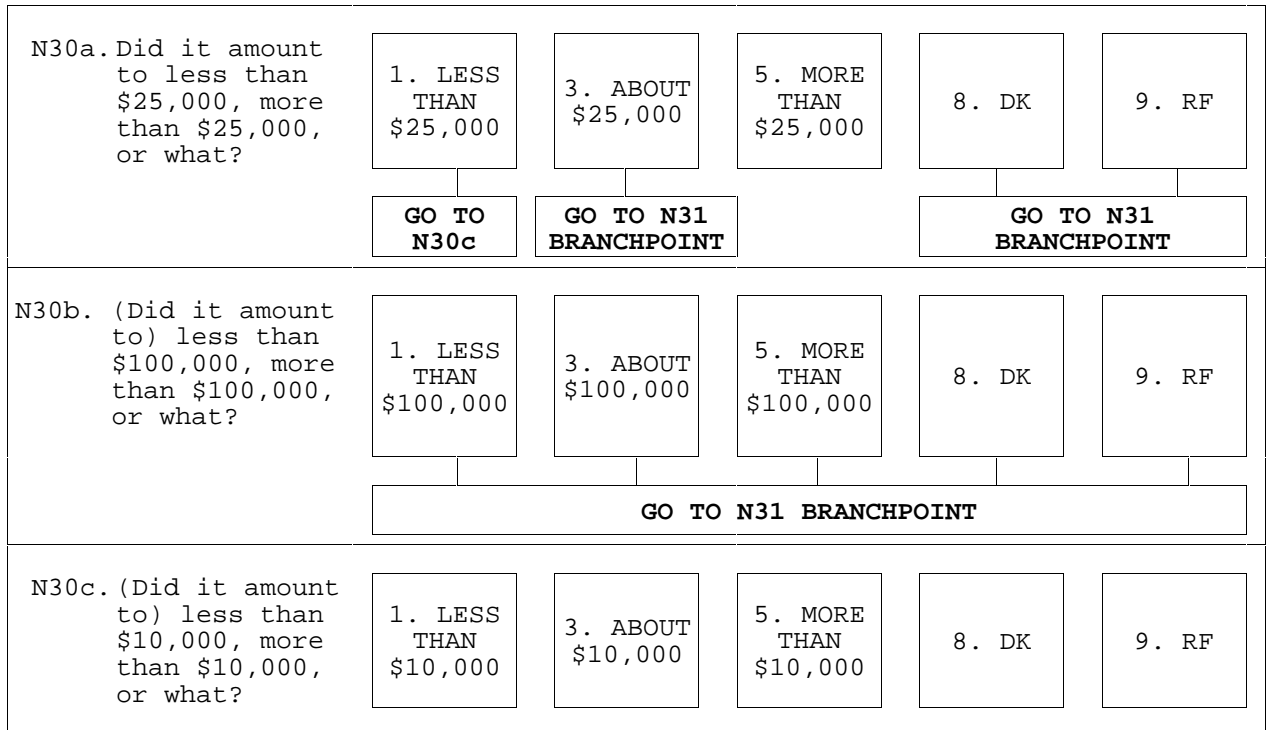 N30a. Did it amount
to less than
$25,000, more
than $25,000,
or what?
1. LESS
THAN
$25,000
3. ABOUT
$25,000
5. MORE
THAN
$25,000
8. DK
9. RF
GO TO
N30c
GO TO N31
BRANCHPOINT
GO TO N31
BRANCHPOINT
N30b. (Did it amount
to) less than
$100,000, more
than $100,000,
or what?
1. LESS
THAN
$100,000
3. ABOUT
$100,000
5. MORE
THAN
$100,000
8. DK
9. RF
GO TO N31 BRANCHPOINT
N30c. (Did it amount
to) less than
$10,000, more
than $10,000,
or what?
1. LESS
THAN
$10,000
3. ABOUT
$10,000
5. MORE
THAN
$10,000
8. DK
9. RF